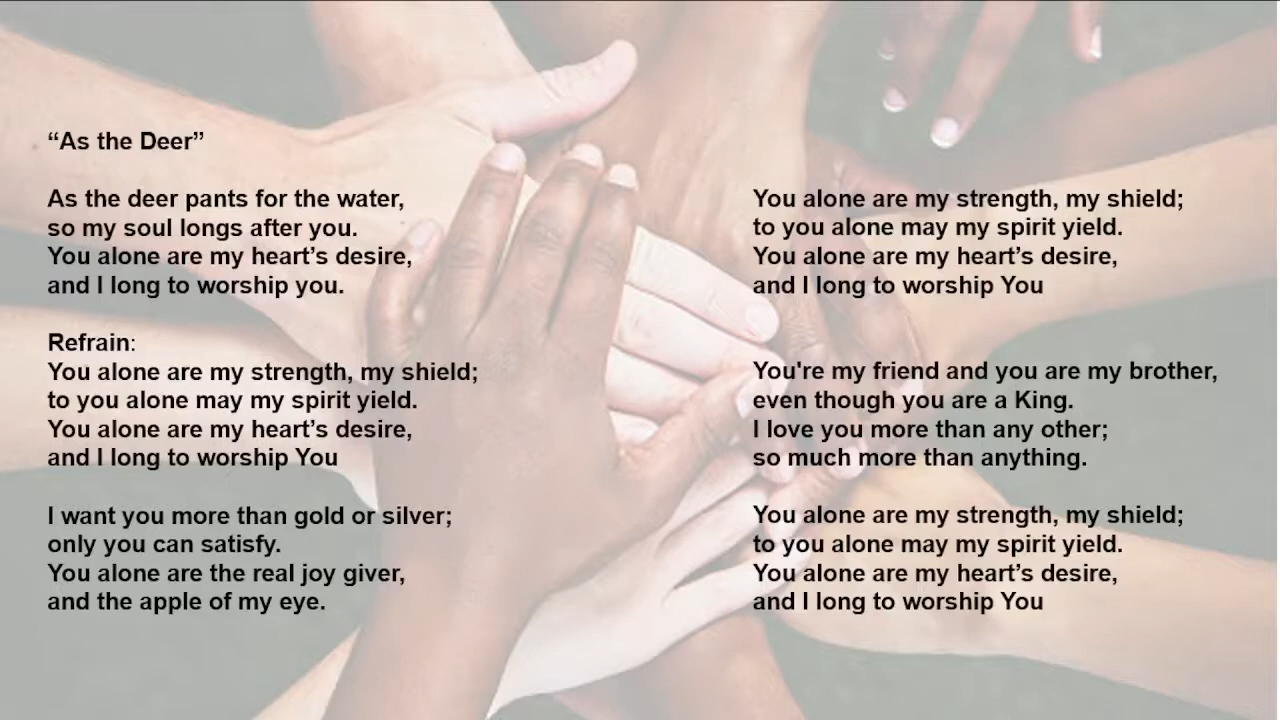 “As the Deer”
As the deer pants for the water,
so my soul longs after you.
You alone are my heart’s desire,
and I long to worship you.
Refrain:
You alone are my strength, my shield;
to you alone may my spirit yield.
You alone are my heart’s desire,
and I long to worship You
I want you more than gold or silver;
only you can satisfy.
You alone are the real joy giver,
and the apple of my eye.
You alone are my strength, my shield;
to you alone may my spirit yield.
You alone are my heart’s desire,
and I long to worship You
You're my friend and you are my brother,
even though you are a King.
I love you more than any other;
so much more than anything.
You alone are my strength, my shield;
to you alone may my spirit yield.
You alone are my heart’s desire,
and I long to worship You